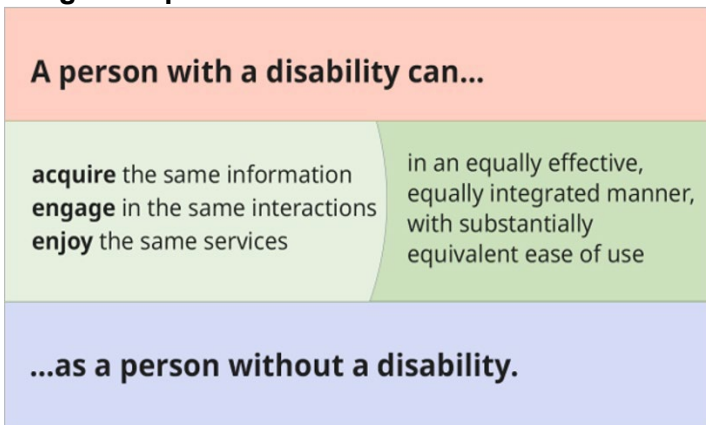 A person with a disability can...
acquire the same information
engage in the same interactions
enjoy the same services
in an equally effective,
equally integrated manner,
with substantially
equivalent ease of use
...as a person without a disability.